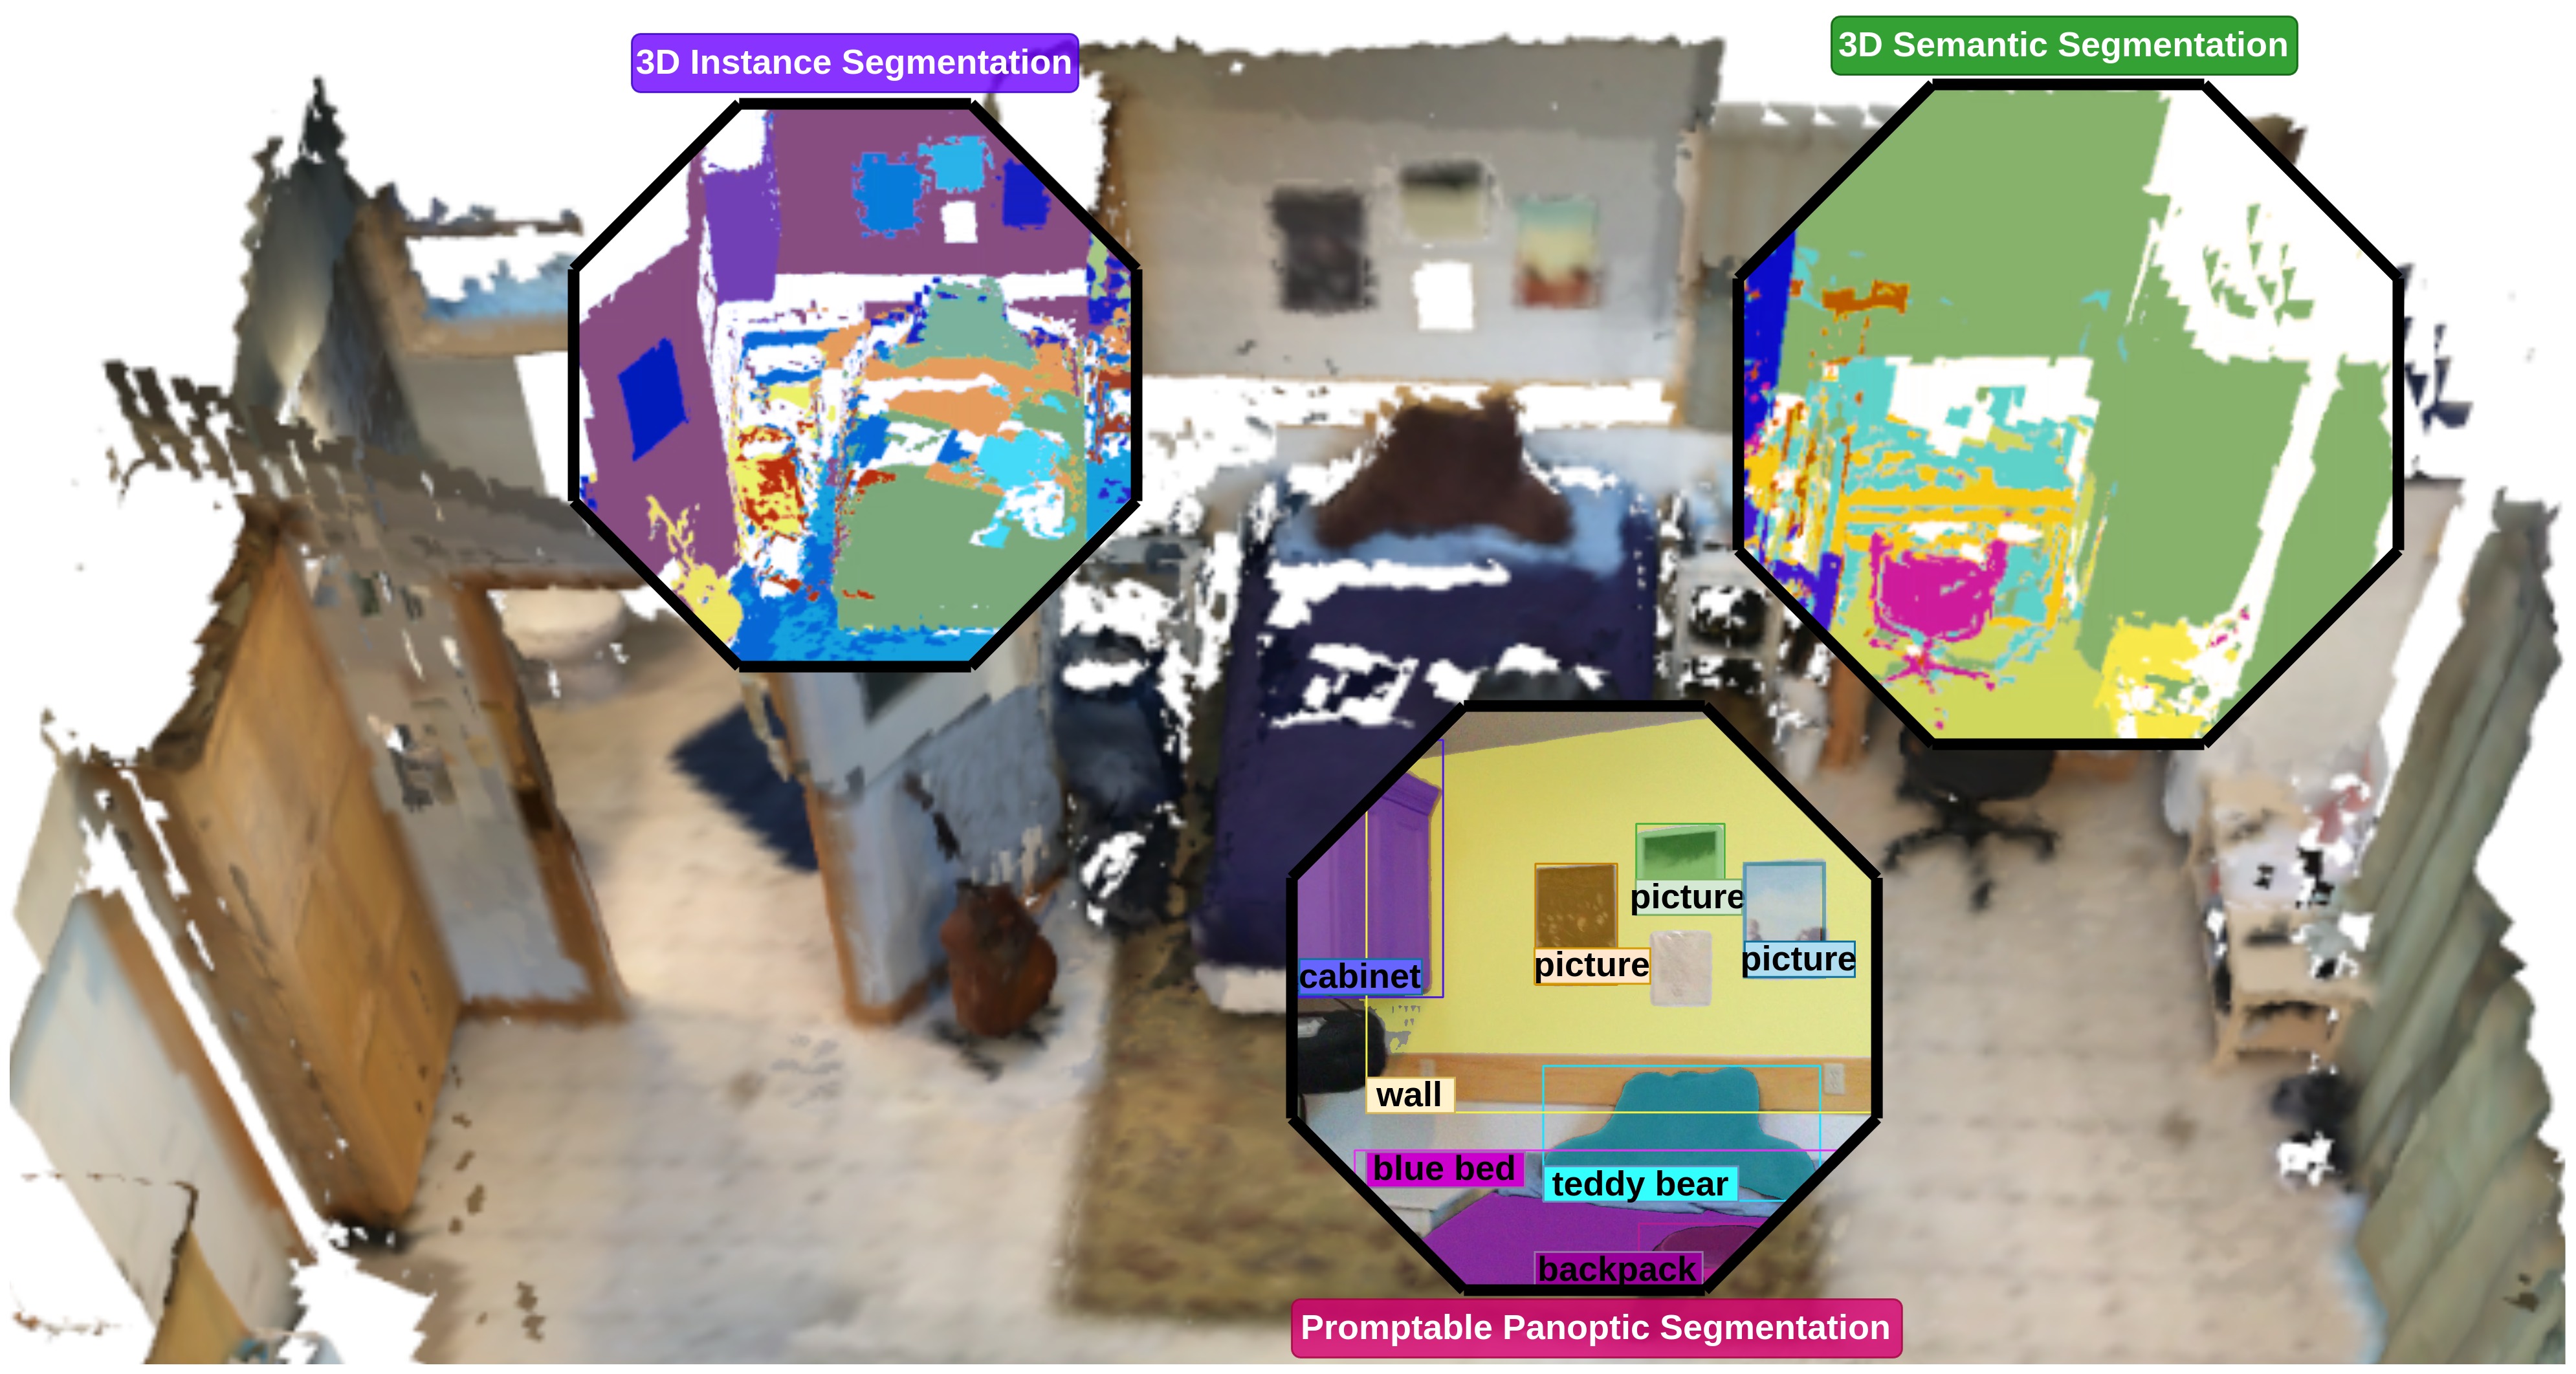 3D Instance Segmentation
3D Semantic Segmentation
picture
picture
picture
cabinet
wall
blue bed
teddy bear
backpack
Promptable Panoptic Segmentation